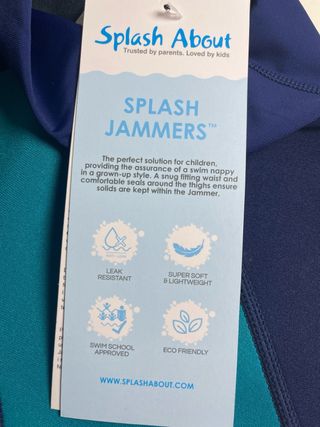 Splash About
Trusted by parents. Loved by kids
SPLASH
JAMMERS™
The perfect solution for children,
providing the assurance of a swim nappy
in a grown-up style. A snug fitting waist and
comfortable seals around the thighs ensure
solids are kept within the Jammer.
LEAK
RESISTANT
SUPER SOFT
& LIGHTWEIGHT
SWIM SCHOOL
APPROVED
ECO FRIENDLY
WWW.SPLASHABOUT.COM